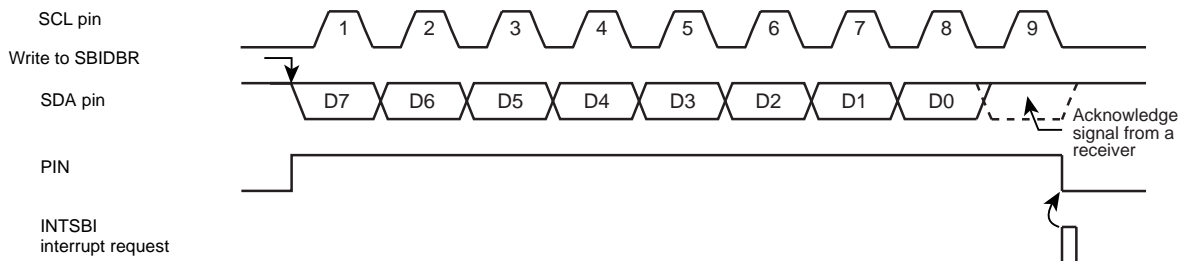 SCL pin
1 2 3 4 5 6 7 8 9
Write to SBIDBR
SDA pin
D7 D6 D5 D4 D3 D2 D1 D0
Acknowledge
signal from a
receiver
PIN
INTSBI
interrupt request